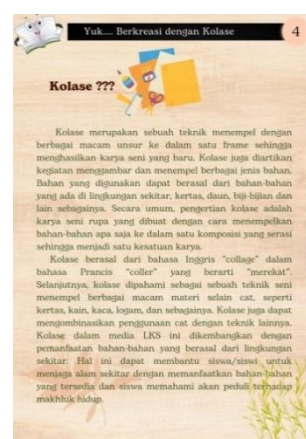 Yuk.... Berkreasi dengan Kolase
4
Kolase ???
Kolase merupakan sebuah teknik menempel dengan
berbagai macam unsur ke dalam satu frame sehingga
menghasilkan karya seni yang baru. Kolase juga diartikan
kegiatan menggambar dan menempel berbagai jenis bahan.
Bahan yang digunakan dapat berasal dari bahan-bahan
yang ada di lingkungan sekitar, kertas, daun, biji-bijian dan
lain sebagainya. Secara umum, pengertian kolase adalah
karya seni rupa yang dibuat dengan cara menempelkan
bahan-bahan apa saja ke dalam satu komposisi yang serasi
sehingga menjadi satu kesatuan karya.
Kolase berasal dari bahasa Inggris "collage" dalam
bahasa Prancis "coller" yang berarti "merekat".
Selanjutnya, kolase dipahami sebagai sebuah teknik seni
menempel berbagai macam materi selain cat, seperti
kertas, kain, kaca, logam, dan sebagainya. Kolase juga dapat
mengombinasikan penggunaan cat dengan teknik lainnya.
Kolase dalam media LKS ini dikembangkan dengan
pemanfaatan bahan-bahan yang berasal dari lingkungan
sekitar. Hal ini dapat membantu siswa/siswi untuk
menjaga alam sekitar dengan memanfaatkan bahan-bahan
yang tersedia dan siswa memahami akan peduli terhadap
makhluk hidup.